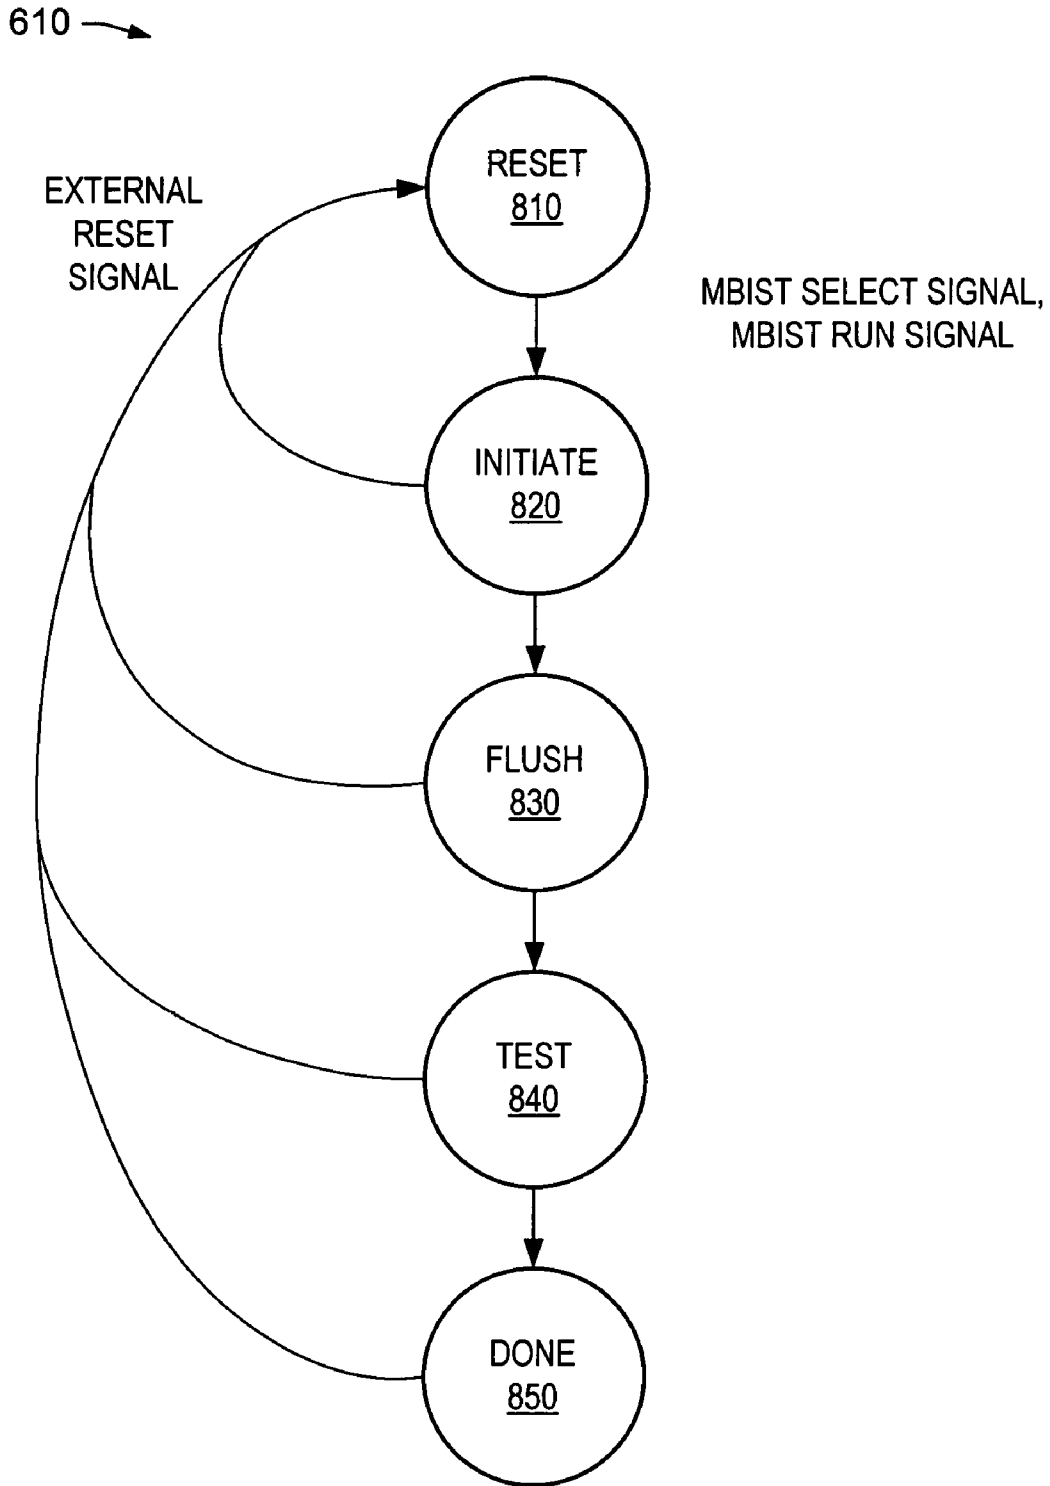 610
RESET
810
EXTERNAL
RESET
SIGNAL
MBIST SELECT SIGNAL,
MBIST RUN SIGNAL
INITIATE
820
FLUSH
830
TEST
840
DONE
850